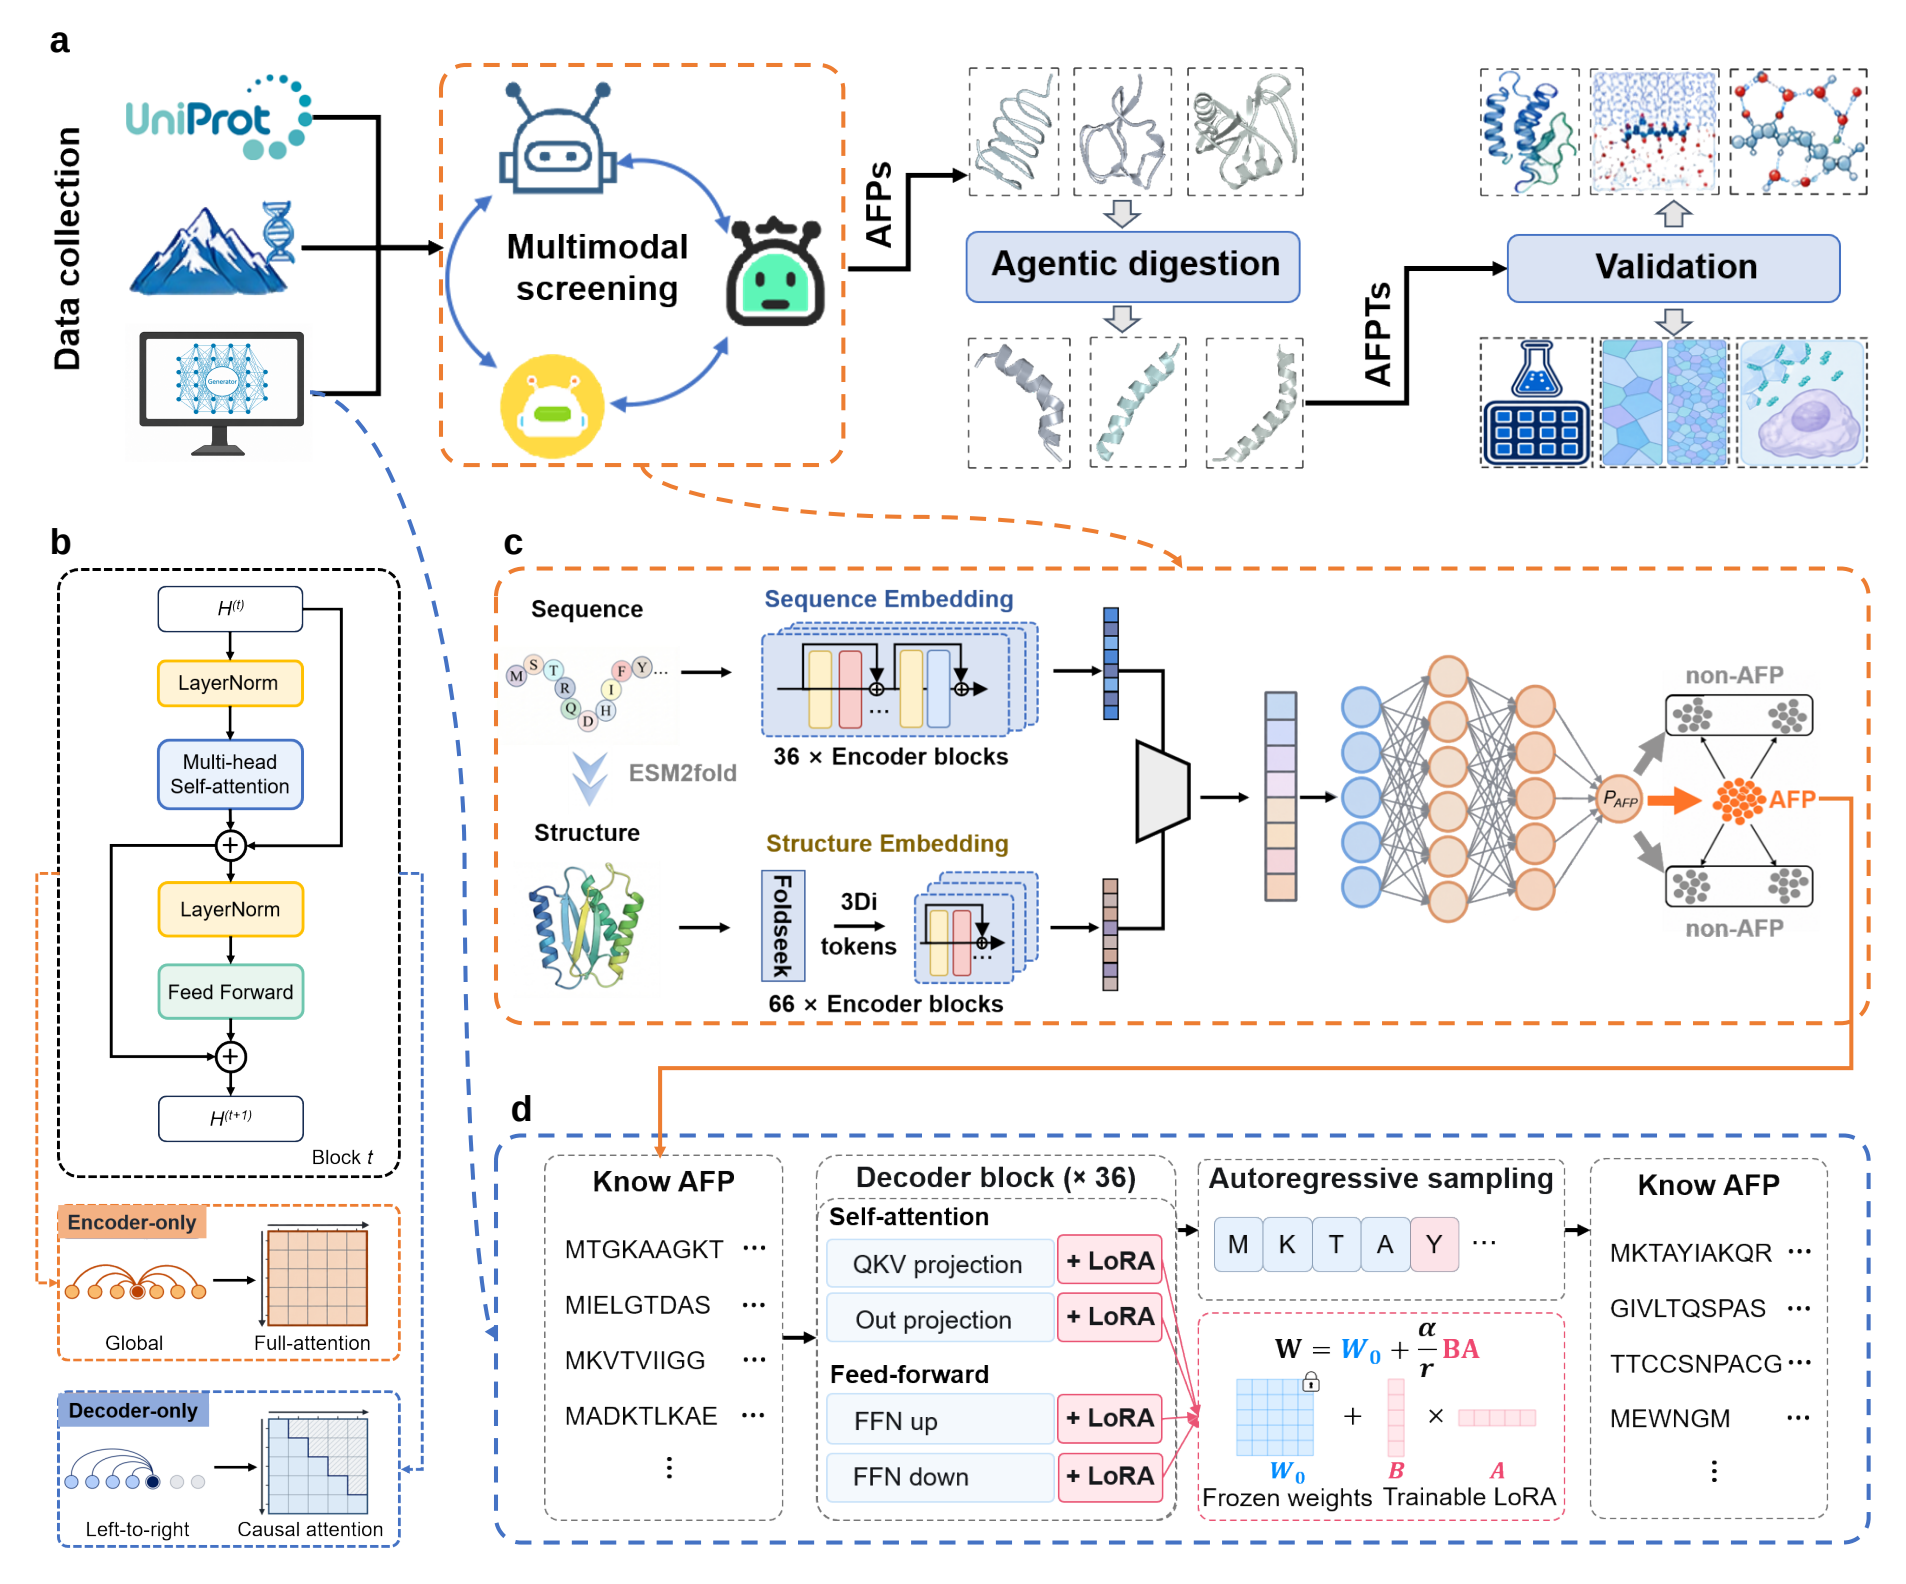 a
Data collection
UniProt
Generator
Multimodal
screening
AFPs
Agentic digestion
AFPTs
Validation
b
H(t)
LayerNorm
Multi-head
Self-attention
+
LayerNorm
Feed Forward
+
H(t+1)
Block t
Encoder-only
Global
Full-attention
Decoder-only
Left-to-right
Causal attention
c
Sequence
M S T R Q D H I F Y ...
ESM2fold
Structure
Sequence Embedding
...
36 × Encoder blocks
Structure Embedding
Foldseek
3Di
tokens
...
66 × Encoder blocks
PAFP
non-AFP
AFP
non-AFP
d
Know AFP
MTGKAAGKT ...
MIELGTDAS ...
MKVTVIIGG ...
MADKTLKAE ...
⋮
Decoder block (× 36)
Self-attention
QKV projection + LoRA
Out projection + LoRA
Feed-forward
FFN up + LoRA
FFN down + LoRA
Autoregressive sampling
M K T A Y ...
W = W0 + α/r BA
+ ×
W0 B A
Frozen weights Trainable LoRA
Know AFP
MKTAYIAKQR ...
GIVLTQSPAS ...
TTCCSNPACG ...
MEWNGM ...
⋮